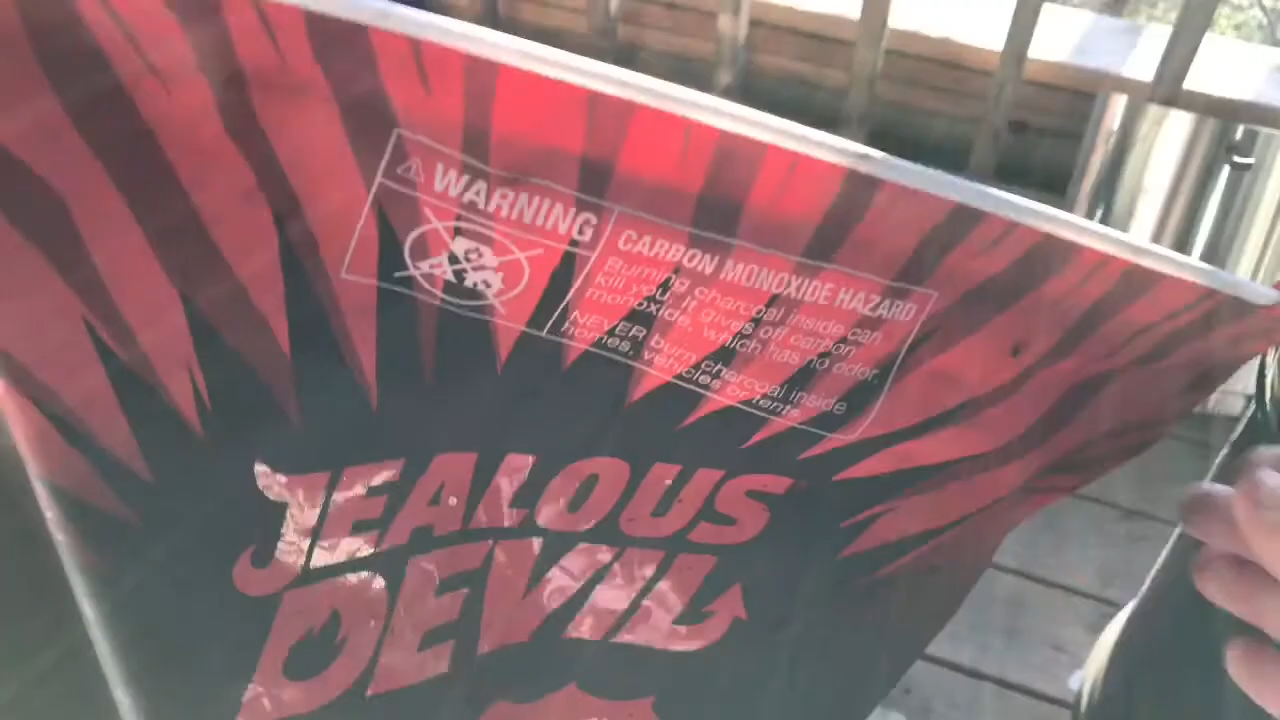 WARNING
CARBON MONOXIDE HAZARD
Burning charcoal inside can
kill you. It gives off carbon
monoxide, which has no odor.
NEVER burn charcoal inside
homes, vehicles or tents.
JEALOUS
DEVIL